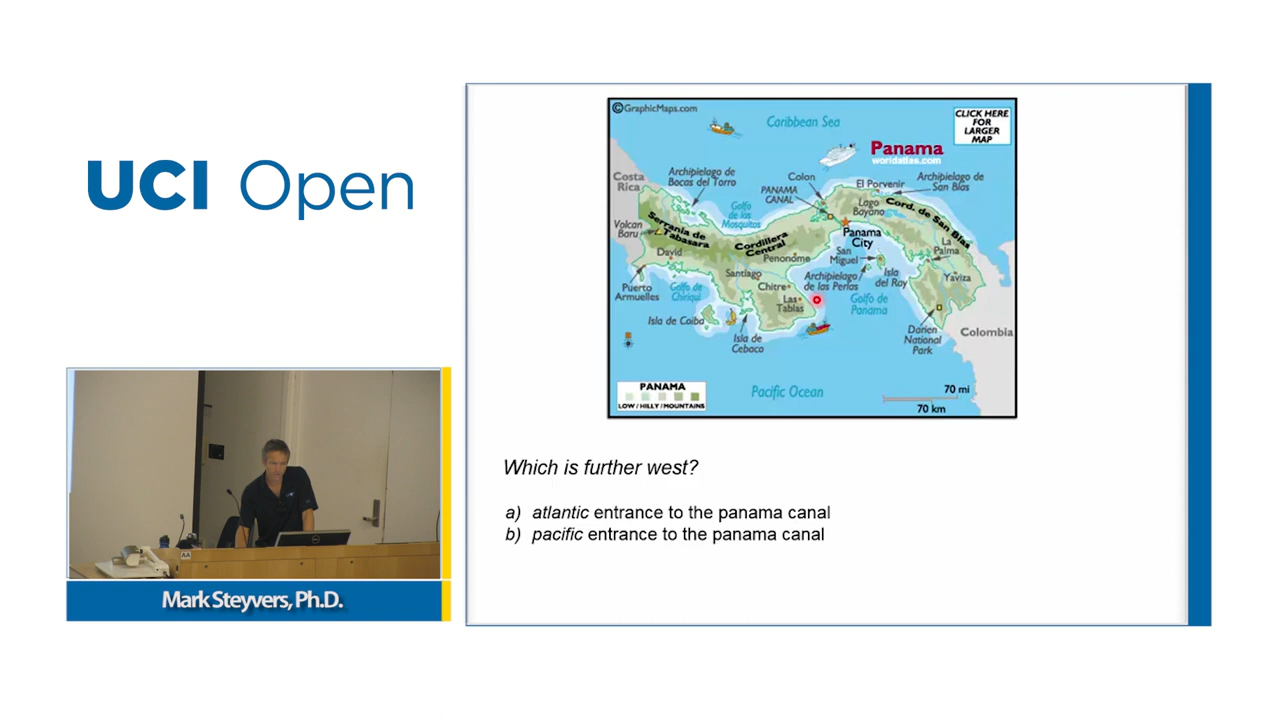 UCI Open
©GraphicMaps.com
Caribbean Sea
CLICK HERE
FOR
LARGER
MAP
Panama
worldatlas.com
Costa
Rica
Archipielago de
Bocas del Torro
Colon
PANAMA
CANAL
El Porvenir
Archipielago de
San Blas
Golfo
de los
Mosquitos
Lago
Bayano
Cord. de San Blas
Volcan
Baru
Serrania de
Tabasara
Cordillera
Central
Panama
City
David
Penonome
San
Miguel
La
Palma
Santiago
Archipielago
de las Perlas
Isla
del Ray
Yaviza
Puerto
Armuelles
Golfo de
Chiriqui
Chitre
Las
Tablas
Golfo de
Panama
Isla de Coiba
Isla de
Cebaco
Darien
National
Park
Colombia
PANAMA
LOW / HILLY / MOUNTAINS
Pacific Ocean
70 mi
70 km
Which is further west?
a) atlantic entrance to the panama canal
b) pacific entrance to the panama canal
AA
Mark Steyvers, Ph.D.